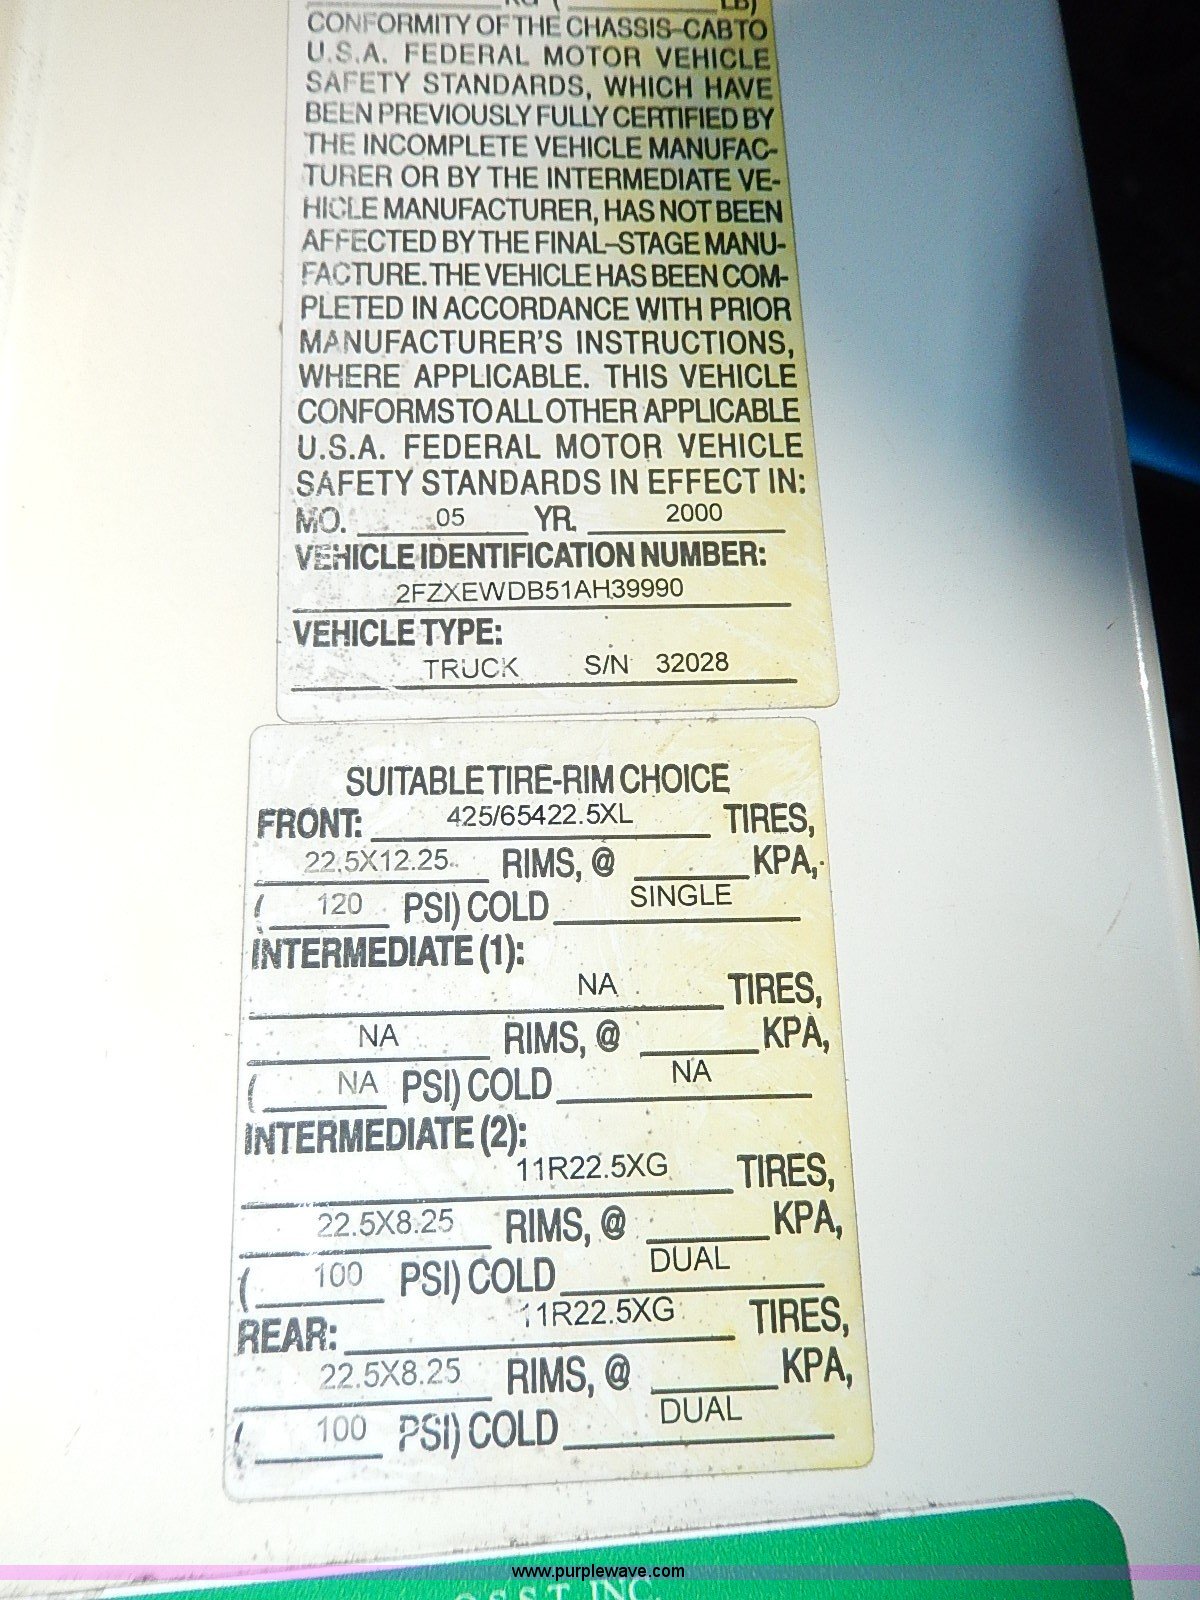 KG ( LB)
CONFORMITY OF THE CHASSIS-CAB TO
U.S.A. FEDERAL MOTOR VEHICLE
SAFETY STANDARDS, WHICH HAVE
BEEN PREVIOUSLY FULLY CERTIFIED BY
THE INCOMPLETE VEHICLE MANUFAC-
TURER OR BY THE INTERMEDIATE VE-
HICLE MANUFACTURER, HAS NOT BEEN
AFFECTED BY THE FINAL-STAGE MANU-
FACTURE. THE VEHICLE HAS BEEN COM-
PLETED IN ACCORDANCE WITH PRIOR
MANUFACTURER'S INSTRUCTIONS,
WHERE APPLICABLE. THIS VEHICLE
CONFORMS TO ALL OTHER APPLICABLE
U.S.A. FEDERAL MOTOR VEHICLE
SAFETY STANDARDS IN EFFECT IN:
MO. 05 YR. 2000
VEHICLE IDENTIFICATION NUMBER:
2FZXEWDB51AH39990
VEHICLE TYPE:
TRUCK S/N 32028
SUITABLE TIRE-RIM CHOICE
FRONT: 425/65422.5XL TIRES,
22.5X12.25 RIMS, @ KPA,
( 120 PSI) COLD SINGLE
INTERMEDIATE (1):
NA TIRES,
NA RIMS, @ KPA,
( NA PSI) COLD NA
INTERMEDIATE (2):
11R22.5XG TIRES,
22.5X8.25 RIMS, @ KPA,
( 100 PSI) COLD DUAL
REAR: 11R22.5XG TIRES,
22.5X8.25 RIMS, @ KPA,
( 100 PSI) COLD DUAL
www.purplewave.com
INC.